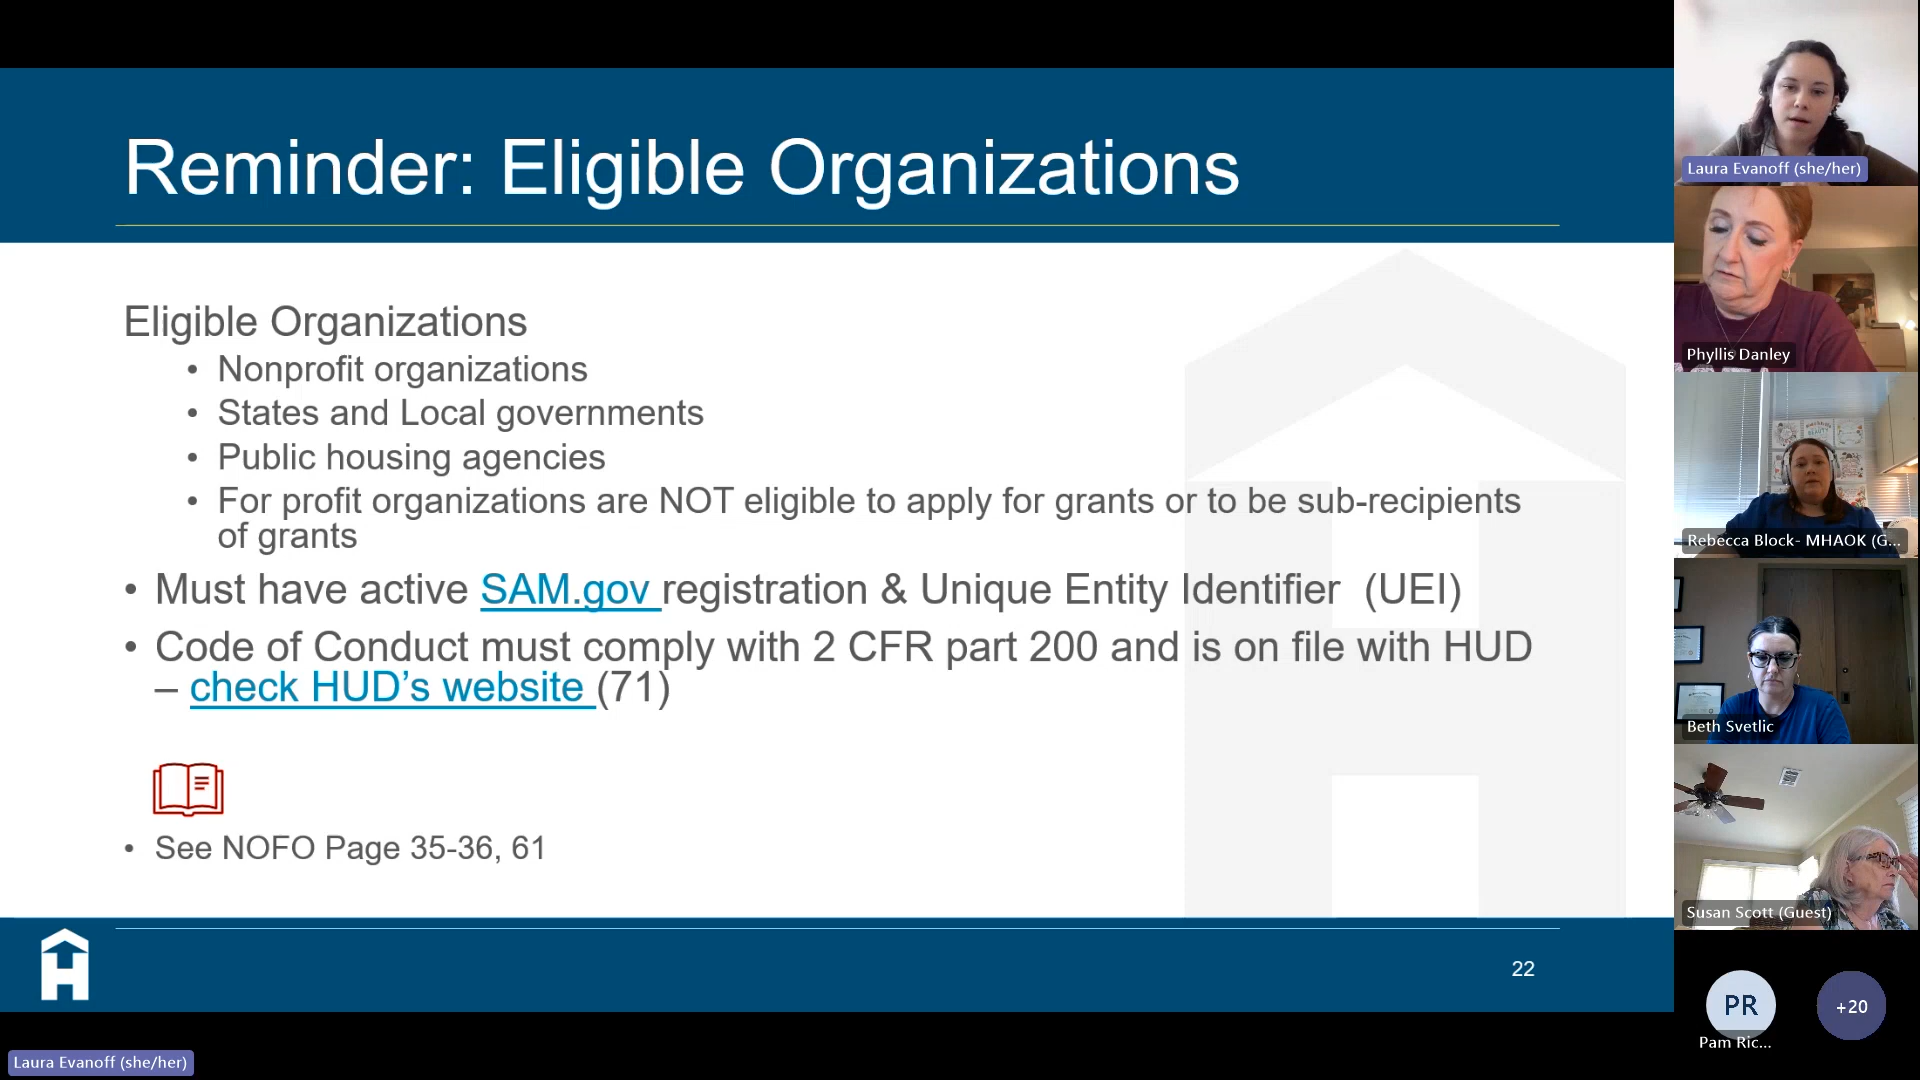 Reminder: Eligible Organizations
Eligible Organizations
• Nonprofit organizations
• States and Local governments
• Public housing agencies
• For profit organizations are NOT eligible to apply for grants or to be sub-recipients
of grants
• Must have active SAM.gov registration & Unique Entity Identifier (UEI)
• Code of Conduct must comply with 2 CFR part 200 and is on file with HUD
– check HUD’s website (71)
• See NOFO Page 35-36, 61
22
Laura Evanoff (she/her)
Phyllis Danley
Rebecca Block- MHAOK (G...
Beth Svetlic
Susan Scott (Guest)
PR
+20
Pam Ric...
Laura Evanoff (she/her)